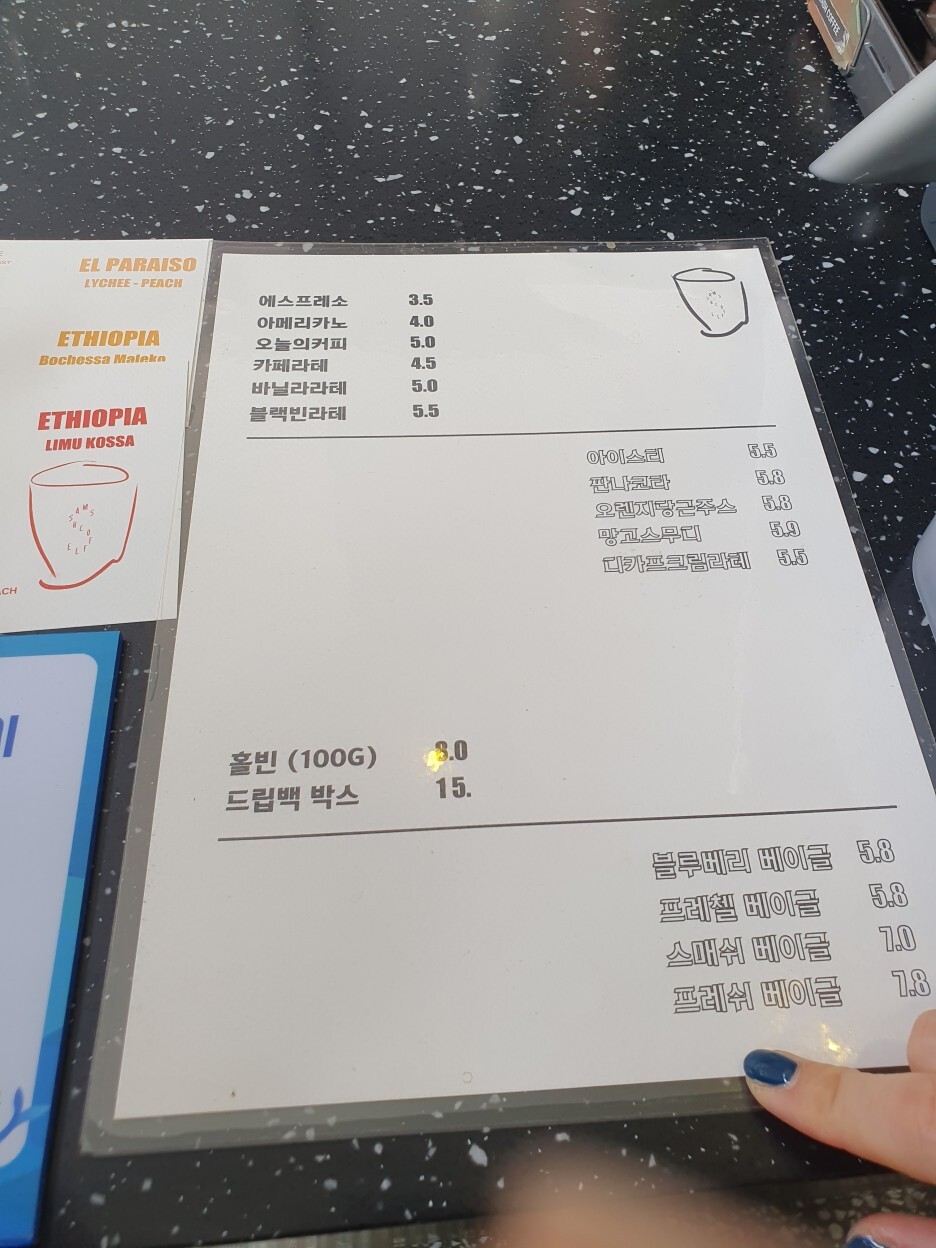 EL PARAISO
LYCHEE - PEACH
ETHIOPIA
Bochessa Maleko
ETHIOPIA
LIMU KOSSA
에스프레소 3.5
아메리카노 4.0
오늘의커피 5.0
카페라테 4.5
바닐라라테 5.0
블랙빈라테 5.5
아이스티 5.5
판나코타 5.8
오렌지당근주스 5.8
망고스무디 5.9
디카프크림라테 5.5
홀빈 (100G) 8.0
드립백 박스 15.
블루베리 베이글 5.8
프레첼 베이글 5.8
스매쉬 베이글 7.0
프레쉬 베이글 7.8